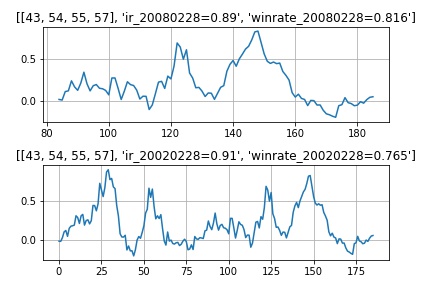 [[43, 54, 55, 57], 'ir_20080228=0.89', 'winrate_20080228=0.816']
0.5
0.0
80 100 120 140 160 180
[[43, 54, 55, 57], 'ir_20020228=0.91', 'winrate_20020228=0.765']
0.5
0.0
0 25 50 75 100 125 150 175